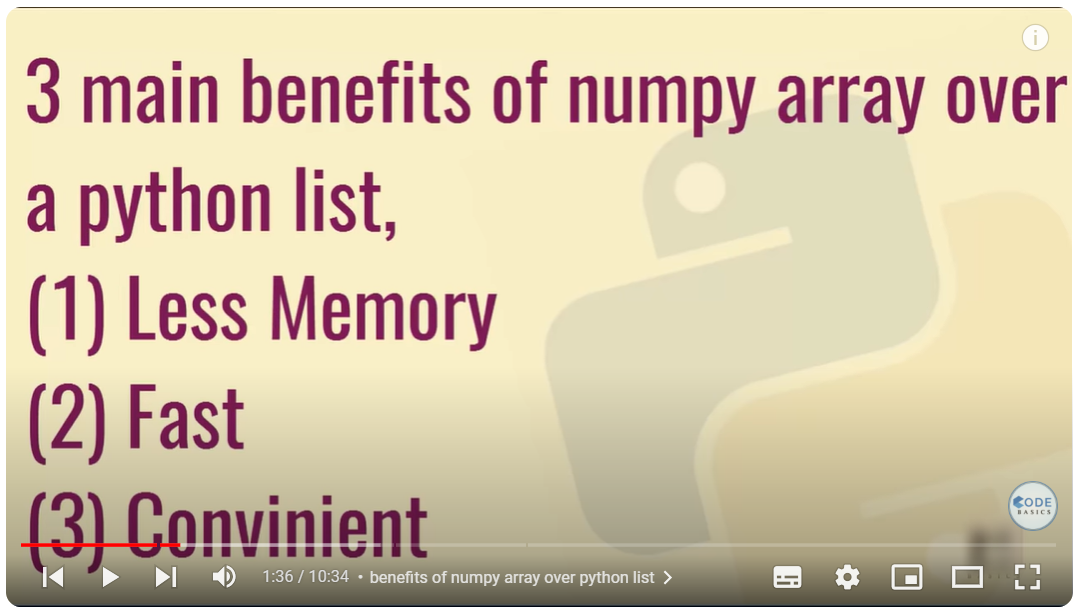 3 main benefits of numpy array over
a python list,
(1) Less Memory
(2) Fast
(3) Convinient
CODE
BASICS
1:36 / 10:34 • benefits of numpy array over python list